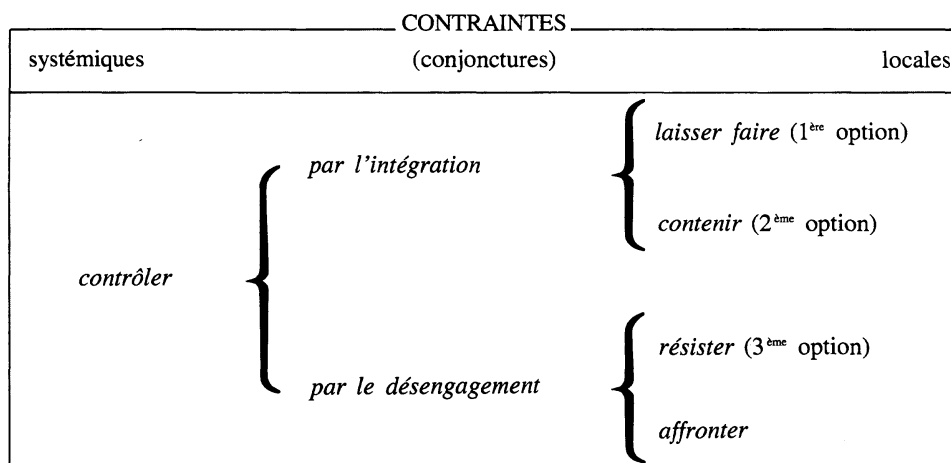 CONTRAINTES
systémiques (conjonctures) locales
laisser faire (1ère option)
par l'intégration
contenir (2ème option)
contrôler
résister (3ème option)
par le désengagement
affronter